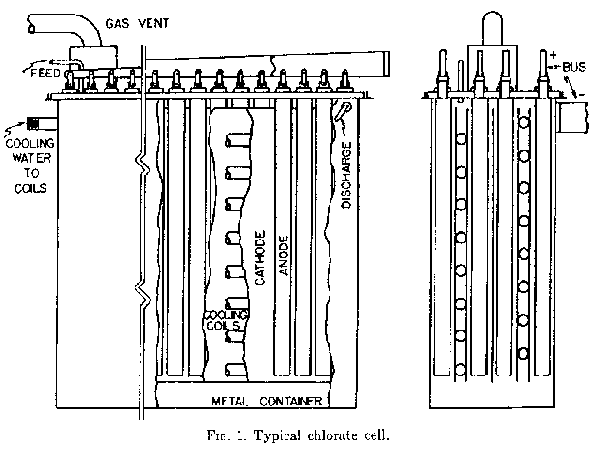 GAS VENT
FEED
COOLING
WATER
TO
COILS
COOLING
COILS
CATHODE
ANODE
DISCHARGE
METAL CONTAINER
+
BUS
-
FIG. 1. Typical chlorate cell.